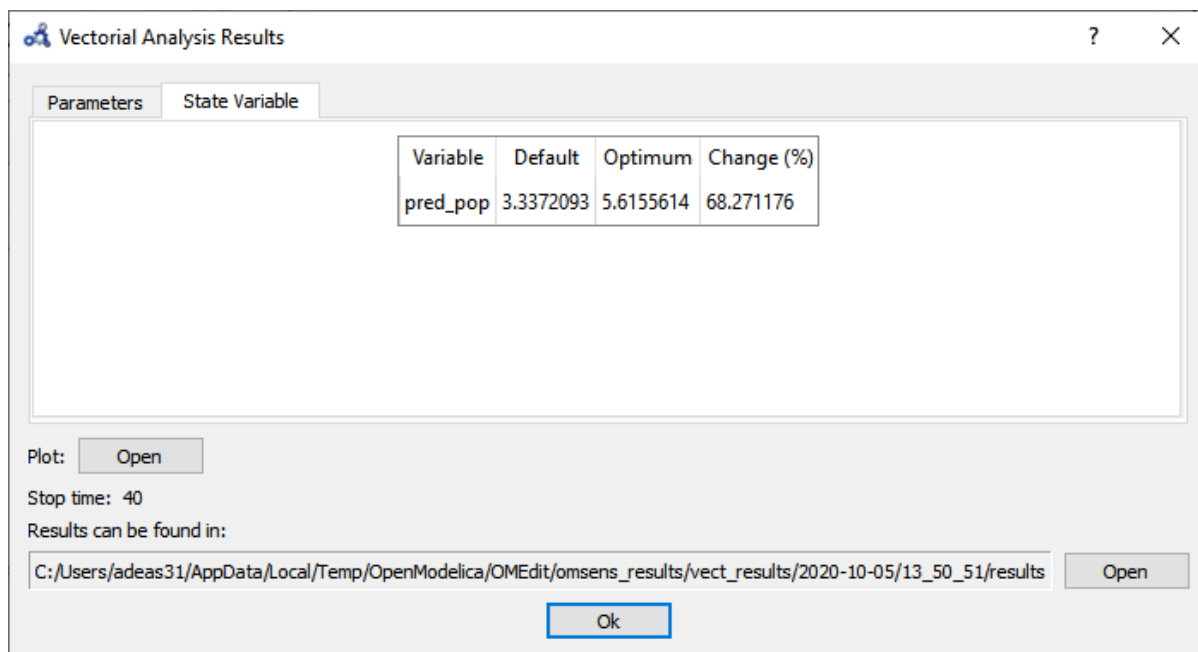 Vectorial Analysis Results ?
Parameters State Variable
Variable Default Optimum Change (%)
pred_pop 3.3372093 5.6155614 68.271176
Plot: Open
Stop time: 40
Results can be found in:
C:/Users/adeas31/AppData/Local/Temp/OpenModelica/OMEdit/omsens_results/vect_results/2020-10-05/13_50_51/results Open
Ok